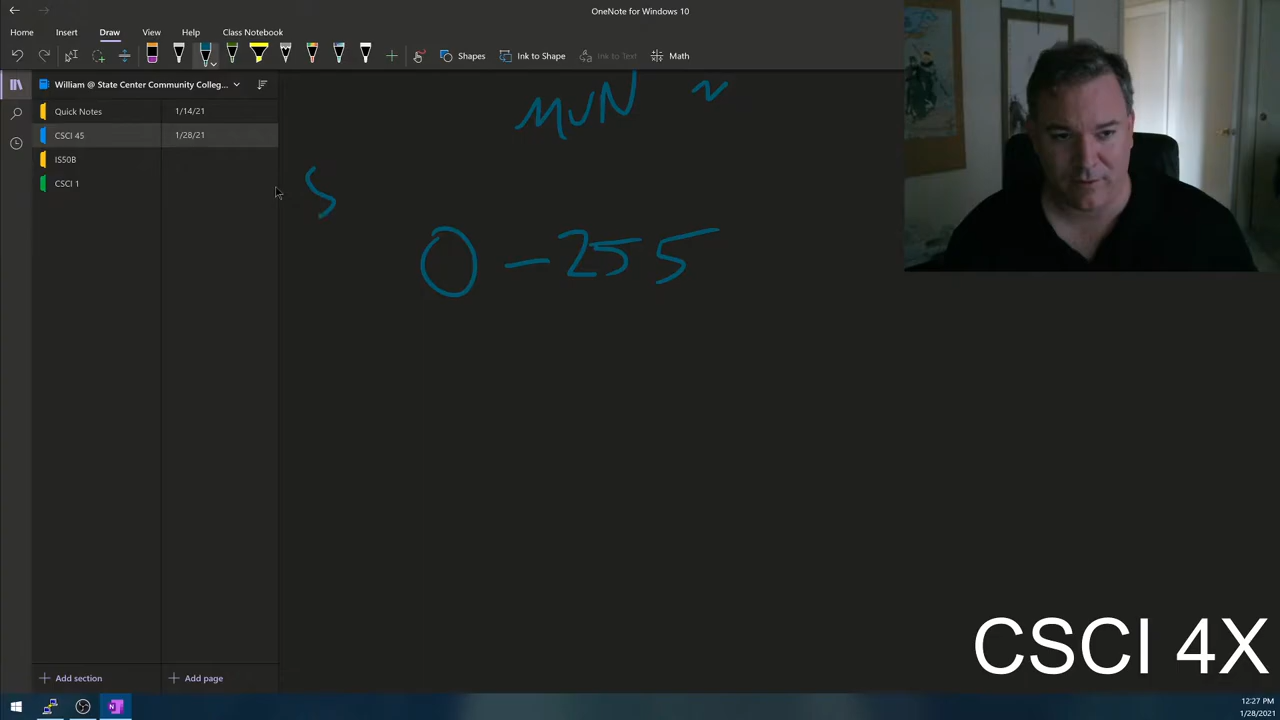 OneNote for Windows 10
Home Insert Draw View Help Class Notebook
Shapes Ink to Shape Ink to Text Math
William @ State Center Community Colleg...
Quick Notes 1/14/21
CSCI 45 1/28/21
IS50B
CSCI 1
MVN ~
S
0 - 255
CSCI 4X
Add section Add page
12:27 PM
1/28/2021